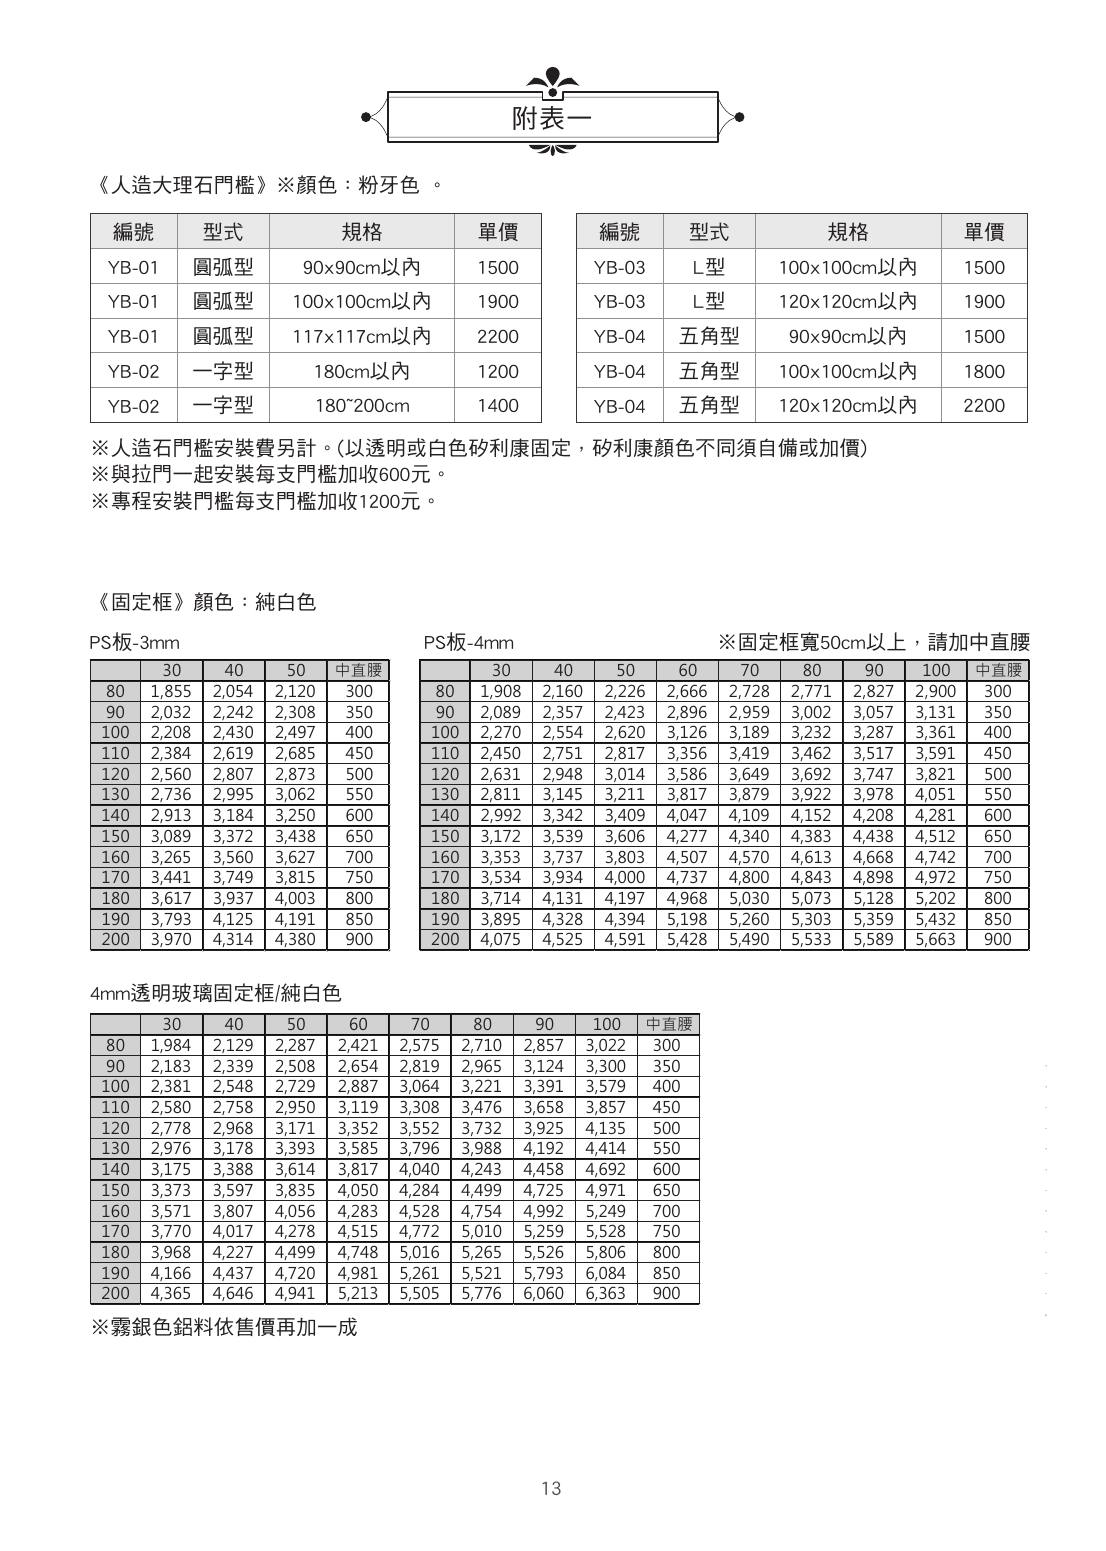 附表一
《人造大理石門檻》※顏色：粉牙色 。
編號 型式 規格 單價
YB-01 圓弧型 90x90cm以內 1500
YB-01 圓弧型 100x100cm以內 1900
YB-01 圓弧型 117x117cm以內 2200
YB-02 一字型 180cm以內 1200
YB-02 一字型 180~200cm 1400
編號 型式 規格 單價
YB-03 L型 100x100cm以內 1500
YB-03 L型 120x120cm以內 1900
YB-04 五角型 90x90cm以內 1500
YB-04 五角型 100x100cm以內 1800
YB-04 五角型 120x120cm以內 2200
※人造石門檻安裝費另計。(以透明或白色矽利康固定，矽利康顏色不同須自備或加價)
※與拉門一起安裝每支門檻加收600元。
※專程安裝門檻每支門檻加收1200元。
《固定框》顏色：純白色
PS板-3mm
30 40 50 中直腰
80 1,855 2,054 2,120 300
90 2,032 2,242 2,308 350
100 2,208 2,430 2,497 400
110 2,384 2,619 2,685 450
120 2,560 2,807 2,873 500
130 2,736 2,995 3,062 550
140 2,913 3,184 3,250 600
150 3,089 3,372 3,438 650
160 3,265 3,560 3,627 700
170 3,441 3,749 3,815 750
180 3,617 3,937 4,003 800
190 3,793 4,125 4,191 850
200 3,970 4,314 4,380 900
PS板-4mm ※固定框寬50cm以上，請加中直腰
30 40 50 60 70 80 90 100 中直腰
80 1,908 2,160 2,226 2,666 2,728 2,771 2,827 2,900 300
90 2,089 2,357 2,423 2,896 2,959 3,002 3,057 3,131 350
100 2,270 2,554 2,620 3,126 3,189 3,232 3,287 3,361 400
110 2,450 2,751 2,817 3,356 3,419 3,462 3,517 3,591 450
120 2,631 2,948 3,014 3,586 3,649 3,692 3,747 3,821 500
130 2,811 3,145 3,211 3,817 3,879 3,922 3,978 4,051 550
140 2,992 3,342 3,409 4,047 4,109 4,152 4,208 4,281 600
150 3,172 3,539 3,606 4,277 4,340 4,383 4,438 4,512 650
160 3,353 3,737 3,803 4,507 4,570 4,613 4,668 4,742 700
170 3,534 3,934 4,000 4,737 4,800 4,843 4,898 4,972 750
180 3,714 4,131 4,197 4,968 5,030 5,073 5,128 5,202 800
190 3,895 4,328 4,394 5,198 5,260 5,303 5,359 5,432 850
200 4,075 4,525 4,591 5,428 5,490 5,533 5,589 5,663 900
4mm透明玻璃固定框/純白色
30 40 50 60 70 80 90 100 中直腰
80 1,984 2,129 2,287 2,421 2,575 2,710 2,857 3,022 300
90 2,183 2,339 2,508 2,654 2,819 2,965 3,124 3,300 350
100 2,381 2,548 2,729 2,887 3,064 3,221 3,391 3,579 400
110 2,580 2,758 2,950 3,119 3,308 3,476 3,658 3,857 450
120 2,778 2,968 3,171 3,352 3,552 3,732 3,925 4,135 500
130 2,976 3,178 3,393 3,585 3,796 3,988 4,192 4,414 550
140 3,175 3,388 3,614 3,817 4,040 4,243 4,458 4,692 600
150 3,373 3,597 3,835 4,050 4,284 4,499 4,725 4,971 650
160 3,571 3,807 4,056 4,283 4,528 4,754 4,992 5,249 700
170 3,770 4,017 4,278 4,515 4,772 5,010 5,259 5,528 750
180 3,968 4,227 4,499 4,748 5,016 5,265 5,526 5,806 800
190 4,166 4,437 4,720 4,981 5,261 5,521 5,793 6,084 850
200 4,365 4,646 4,941 5,213 5,505 5,776 6,060 6,363 900
※霧銀色鋁料依售價再加一成
13